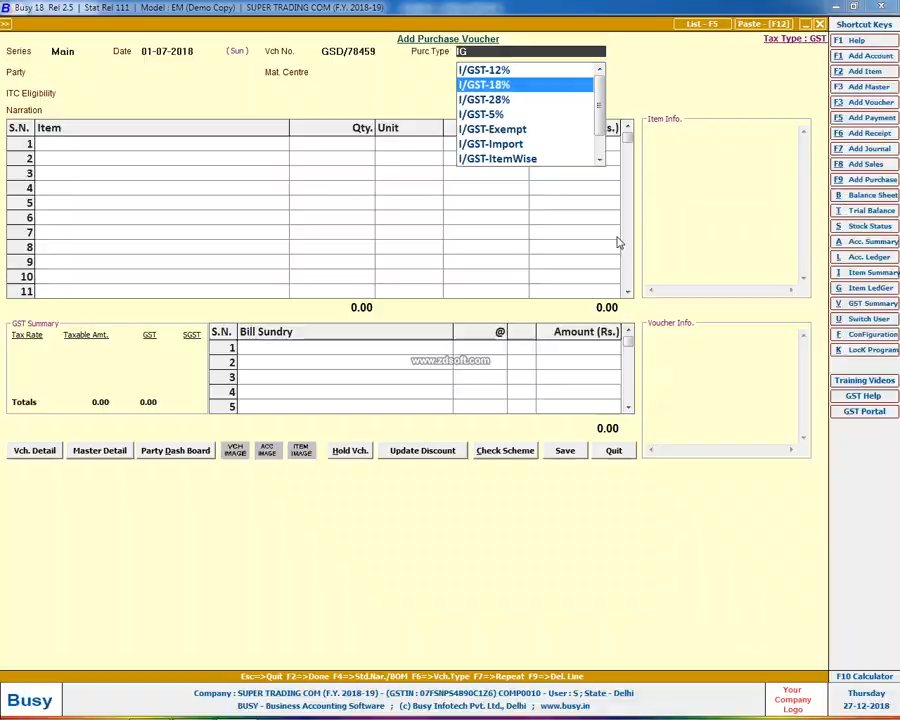 Busy 18 Rel 2.5 | Stat Rel 111 | Model : EM (Demo Copy) | SUPER TRADING COM (F.Y. 2018-19)
>> List - F5 Paste - [F12]
Add Purchase Voucher
Tax Type : GST
Series Main Date 01-07-2018 (Sun) Vch No. GSD/78459 Purc Type IG
Party Mat. Centre
ITC Eligibility
Narration
I/GST-12%
I/GST-18%
I/GST-28%
I/GST-5%
I/GST-Exempt
I/GST-Import
I/GST-ItemWise
S.N. Item Qty. Unit s.)
1
2
3
4
5
6
7
8
9
10
11
0.00 0.00
Item Info.
GST Summary
Tax Rate Taxable Amt. GST SGST
Totals 0.00 0.00
S.N. Bill Sundry @ Amount (Rs.)
1
2
3
4
5
0.00
www.zdsoft.com
Voucher Info.
Vch. Detail Master Detail Party Dash Board VCH IMAGE ACC IMAGE ITEM IMAGE Hold Vch. Update Discount Check Scheme Save Quit
Shortcut Keys
F1 Help
F1 Add Account
F2 Add Item
F3 Add Master
F3 Add Voucher
F5 Add Payment
F6 Add Receipt
F7 Add Journal
F8 Add Sales
F9 Add Purchase
B Balance Sheet
T Trial Balance
S Stock Status
A Acc. Summary
L Acc. Ledger
I Item Summary
G Item LedGer
V GST Summary
U Switch User
F ConFiguration
K LocK Program
Training Videos
GST Help
GST Portal
F10 Calculator
Esc=>Quit F2=>Done F4=>Std.Nar./BOM F6=>Vch.Type F7=>Repeat F9=>Del. Line
Busy
Company : SUPER TRADING COM (F.Y. 2018-19) - (GSTIN : 07FSNPS4890C1Z6) COMP0010 - User : S ; State - Delhi
BUSY - Business Accounting Software ; (c) Busy Infotech Pvt. Ltd., Delhi ; www.busy.in
Your
Company
Logo
Thursday
27-12-2018